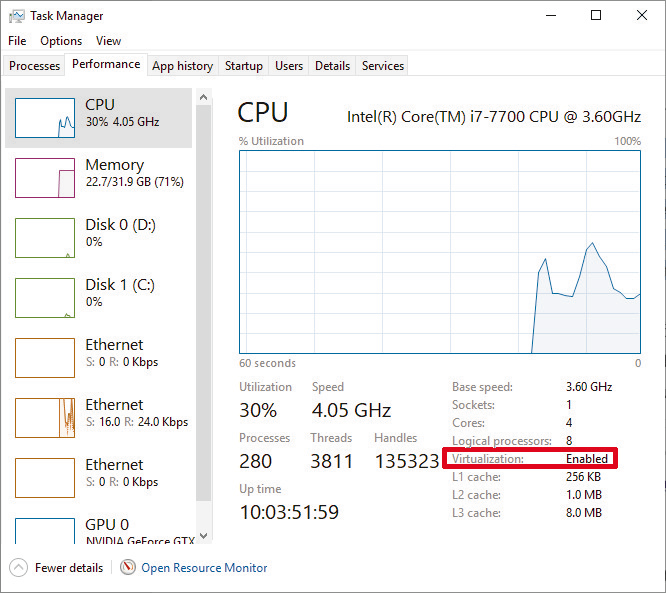 Task Manager
File Options View
Processes Performance App history Startup Users Details Services
CPU
30% 4.05 GHz
Memory
22.7/31.9 GB (71%)
Disk 0 (D:)
0%
Disk 1 (C:)
0%
Ethernet
S: 0 R: 0 Kbps
Ethernet
S: 16.0 R: 24.0 Kbps
Ethernet
S: 0 R: 0 Kbps
GPU 0
NVIDIA GeForce GTX
CPU Intel(R) Core(TM) i7-7700 CPU @ 3.60GHz
% Utilization 100%
60 seconds 0
Utilization Speed
30% 4.05 GHz
Processes Threads Handles
280 3811 135323
Up time
10:03:51:59
Base speed: 3.60 GHz
Sockets: 1
Cores: 4
Logical processors: 8
Virtualization: Enabled
L1 cache: 256 KB
L2 cache: 1.0 MB
L3 cache: 8.0 MB
Fewer details Open Resource Monitor